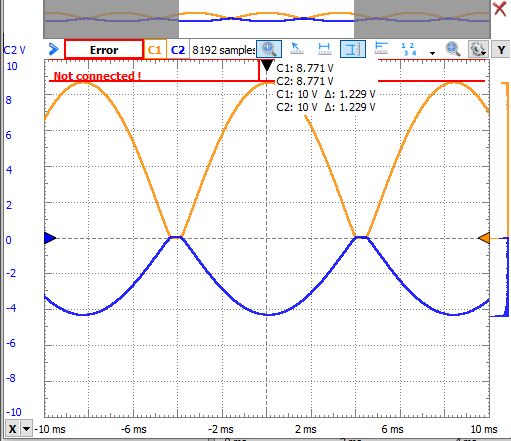 C2 V Error C1 C2 8192 samples Y
10
Not connected !
C1: 8.771 V
C2: 8.771 V
C1: 10 V Δ: 1.229 V
C2: 10 V Δ: 1.229 V
8
6
4
2
0
-2
-4
-6
-8
-10
X -10 ms -6 ms -2 ms 2 ms 6 ms 10 ms